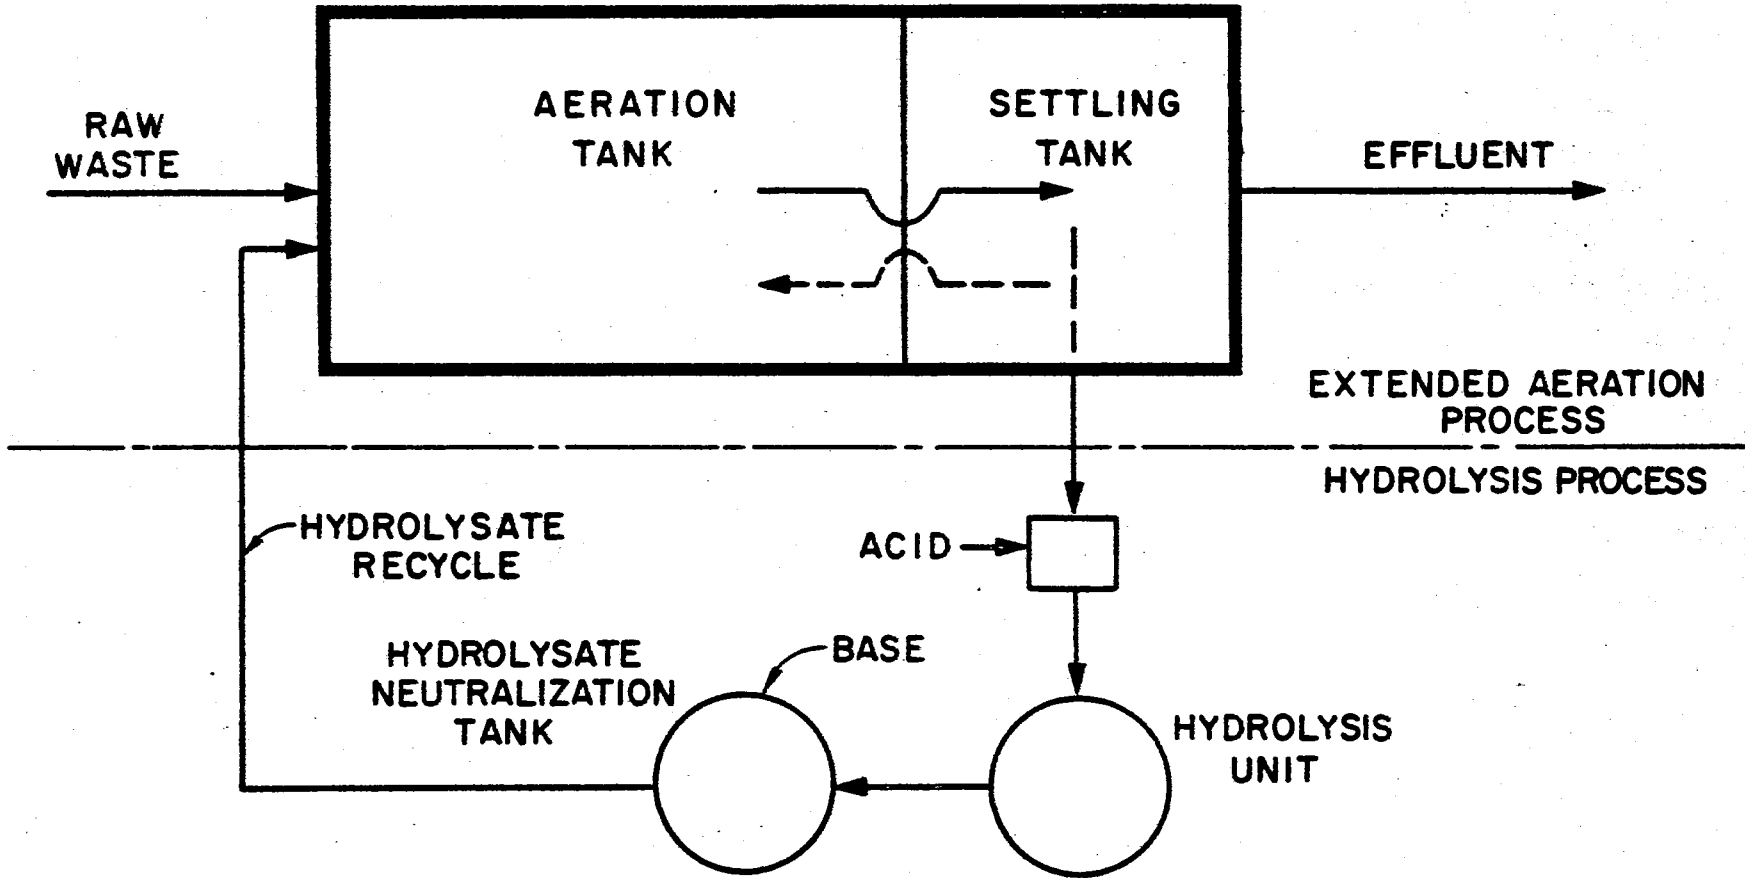 AERATION
TANK
SETTLING
TANK
RAW
WASTE
EFFLUENT
EXTENDED AERATION
PROCESS
HYDROLYSIS PROCESS
HYDROLYSATE
RECYCLE
ACID
BASE
HYDROLYSATE
NEUTRALIZATION
TANK
HYDROLYSIS
UNIT